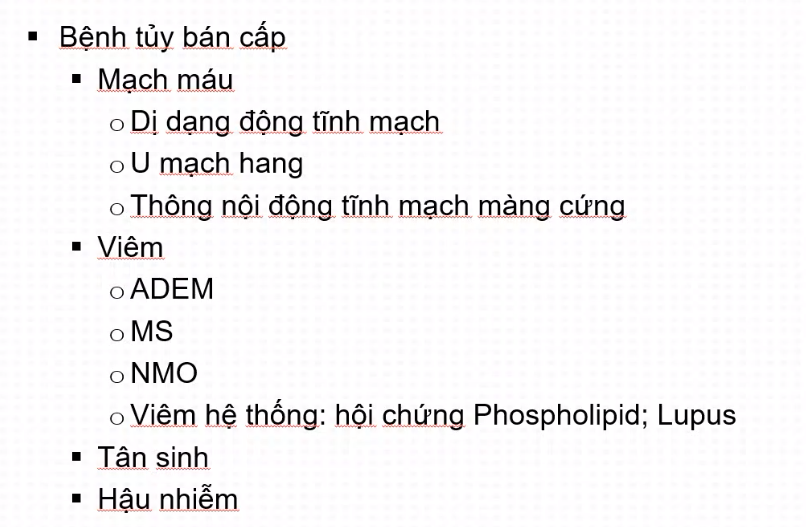 Bệnh tủy bán cấp
Mạch máu
Dị dạng động tĩnh mạch
U mạch hang
Thông nội động tĩnh mạch màng cứng
Viêm
ADEM
MS
NMO
Viêm hệ thống: hội chứng Phospholipid; Lupus
Tân sinh
Hậu nhiễm